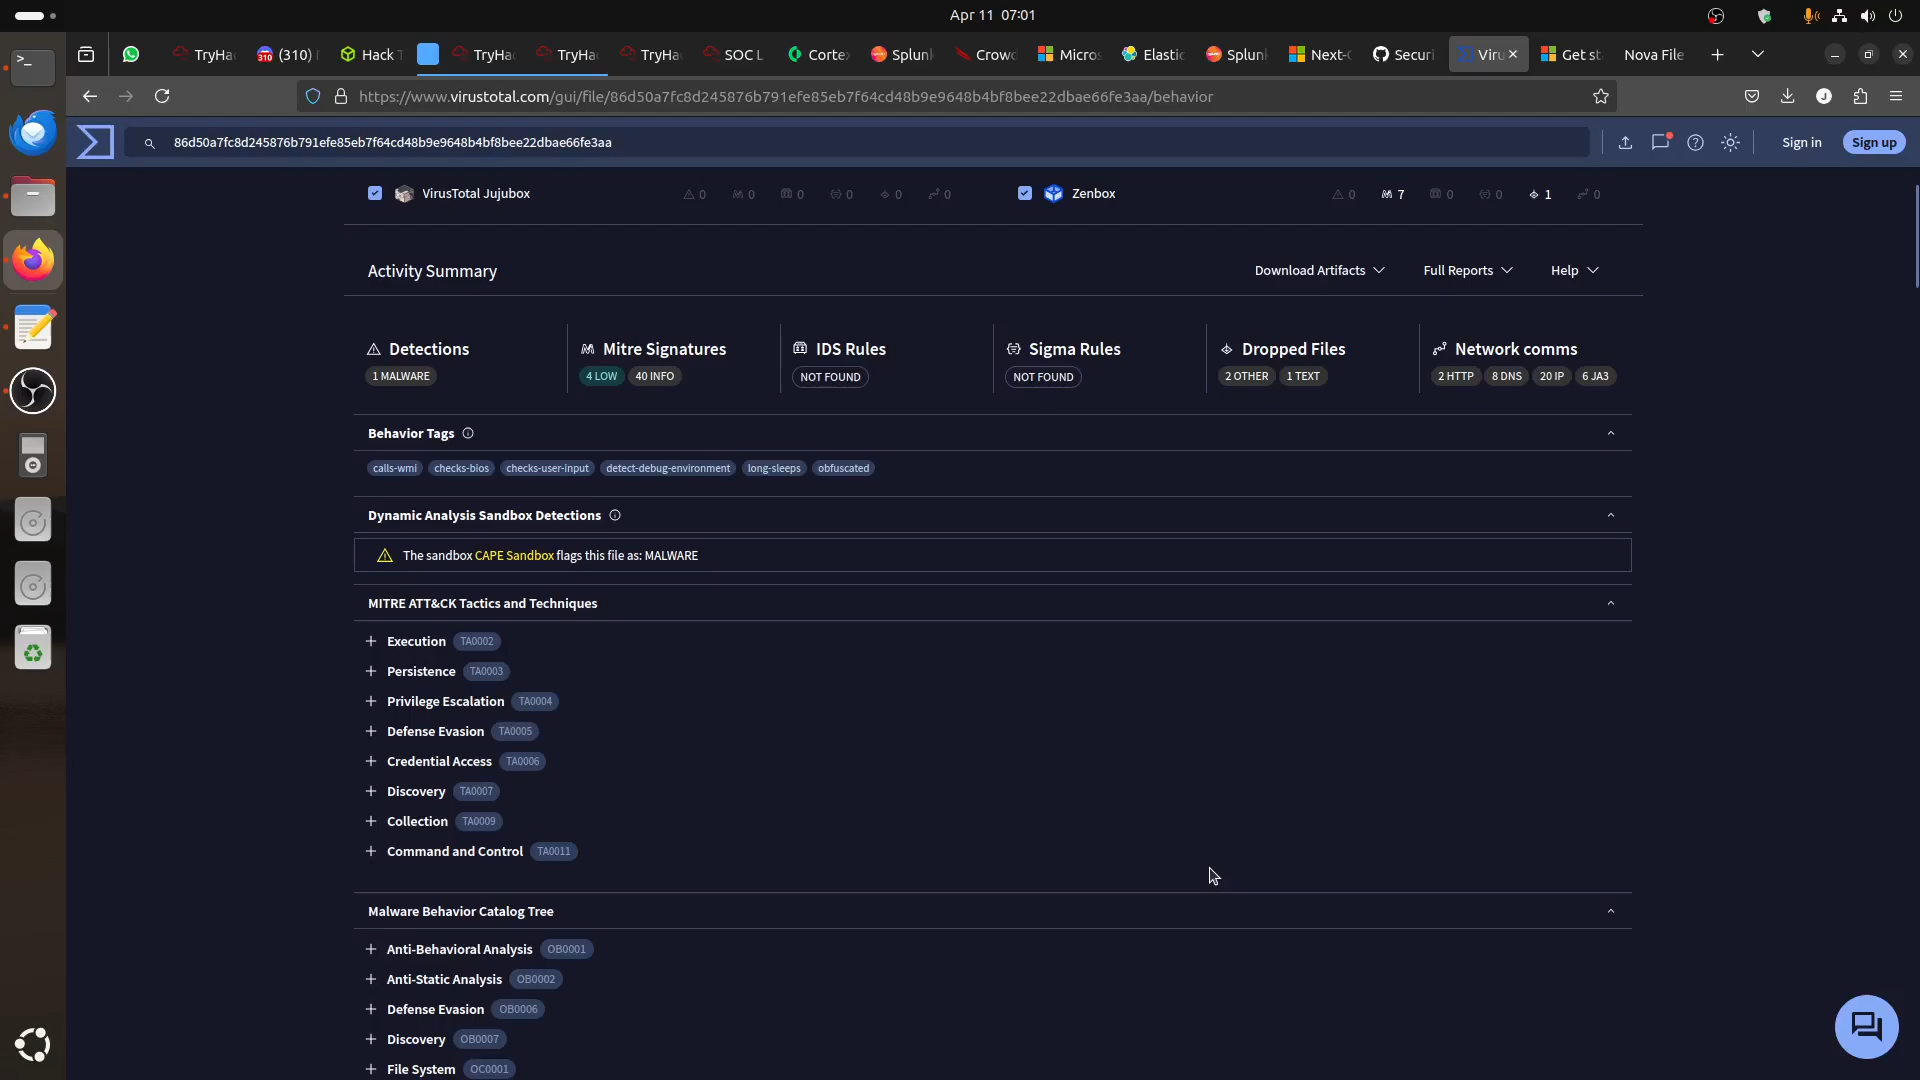 Apr 11 07:01
TryHa
310
(310)
Hack T
TryHa
TryHa
TryHa
SOC L
Corte
Splun
Crowd
Micros
Elastic
Splun
Next-G
Securi
Viru
Get st
Nova File
https://www.virustotal.com/gui/file/86d50a7fc8d245876b791efe85eb7f64cd48b9e9648b4bf8bee22dbae66fe3aa/behavior
J
86d50a7fc8d245876b791efe85eb7f64cd48b9e9648b4bf8bee22dbae66fe3aa
Sign in
Sign up
VirusTotal Jujubox 0 0 0 0 0 0
Zenbox 0 7 0 0 1 0
Activity Summary
Download Artifacts
Full Reports
Help
Detections
1 MALWARE
Mitre Signatures
4 LOW 40 INFO
IDS Rules
NOT FOUND
Sigma Rules
NOT FOUND
Dropped Files
2 OTHER 1 TEXT
Network comms
2 HTTP 8 DNS 20 IP 6 JA3
Behavior Tags
calls-wmi checks-bios checks-user-input detect-debug-environment long-sleeps obfuscated
Dynamic Analysis Sandbox Detections
The sandbox CAPE Sandbox flags this file as: MALWARE
MITRE ATT&CK Tactics and Techniques
Execution TA0002
Persistence TA0003
Privilege Escalation TA0004
Defense Evasion TA0005
Credential Access TA0006
Discovery TA0007
Collection TA0009
Command and Control TA0011
Malware Behavior Catalog Tree
Anti-Behavioral Analysis OB0001
Anti-Static Analysis OB0002
Defense Evasion OB0006
Discovery OB0007
File System OC0001